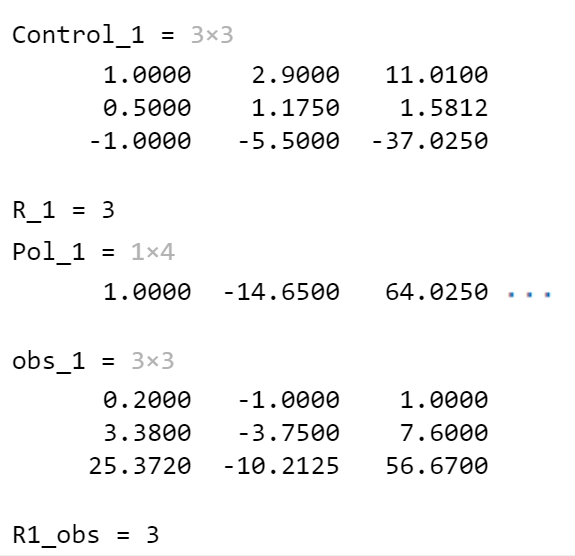 Control_1 = 3×3
1.0000 2.9000 11.0100
0.5000 1.1750 1.5812
-1.0000 -5.5000 -37.0250
R_1 = 3
Pol_1 = 1×4
1.0000 -14.6500 64.0250 ...
obs_1 = 3×3
0.2000 -1.0000 1.0000
3.3800 -3.7500 7.6000
25.3720 -10.2125 56.6700
R1_obs = 3